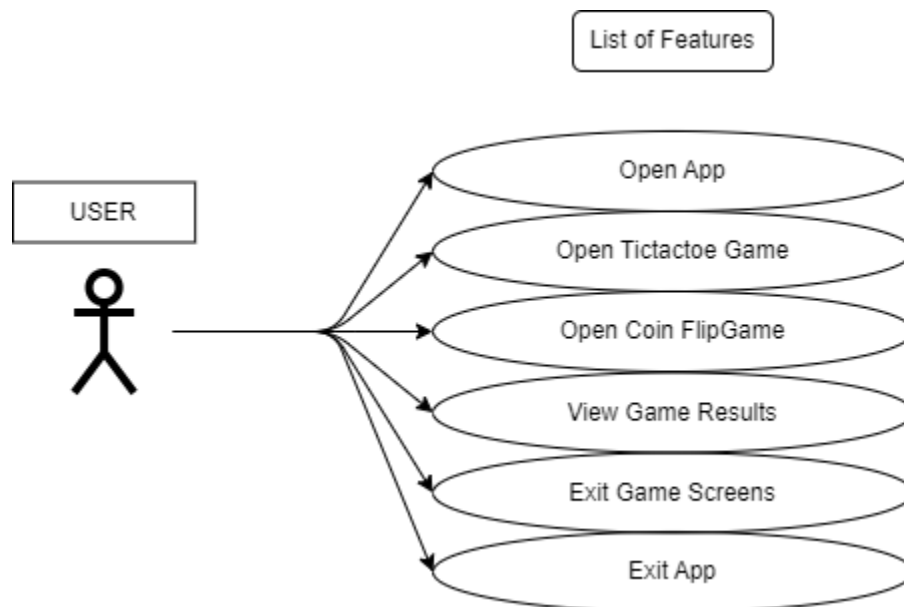 List of Features
USER
Open App
Open Tictactoe Game
Open Coin FlipGame
View Game Results
Exit Game Screens
Exit App